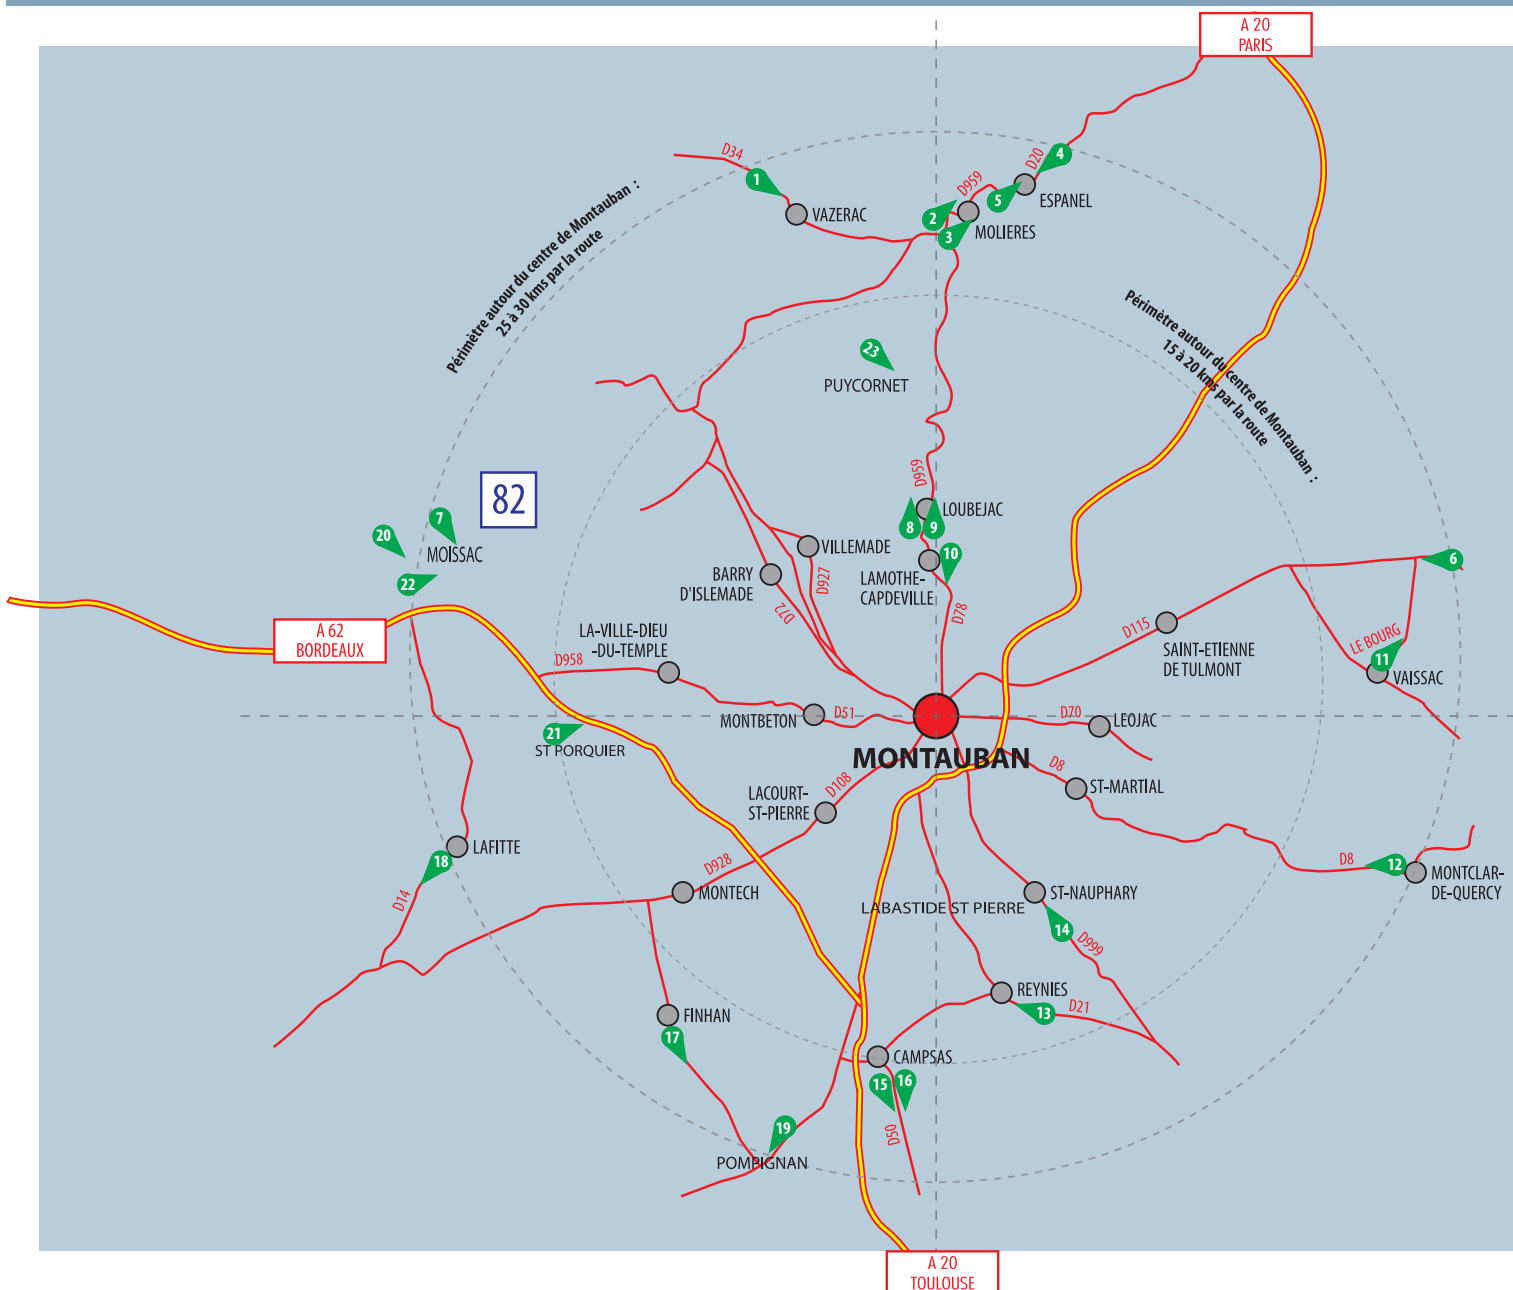 A 20
PARIS
D34
1
VAZERAC
D20
4
D959
5
ESPANEL
2
3
MOLIERES
Périmètre autour du centre de Montauban :
25 à 30 kms par la route
Périmètre autour du centre de Montauban :
15 à 20 kms par la route
23
PUYCORNET
82
20
7
MOISSAC
22
D959
LOUBEJAC
8
9
10
VILLEMADE
LAMOTHE-
CAPDEVILLE
BARRY
D'ISLEMADE
D927
D72
D78
6
A 62
BORDEAUX
LA-VILLE-DIEU
-DU-TEMPLE
D958
D115
SAINT-ETIENNE
DE TULMONT
LE BOURG
11
VAISSAC
MONTBETON
D51
D70
LEOJAC
21
ST PORQUIER
MONTAUBAN
D8
ST-MARTIAL
LACOURT-
ST-PIERRE
D108
LAFITTE
18
D14
D928
MONTECH
D8
12
MONTCLAR-
DE-QUERCY
ST-NAUPHARY
LABASTIDE ST PIERRE
14
D999
REYNIES
13
D21
FINHAN
17
CAMPSAS
15
16
D50
19
POMPIGNAN
A 20
TOULOUSE